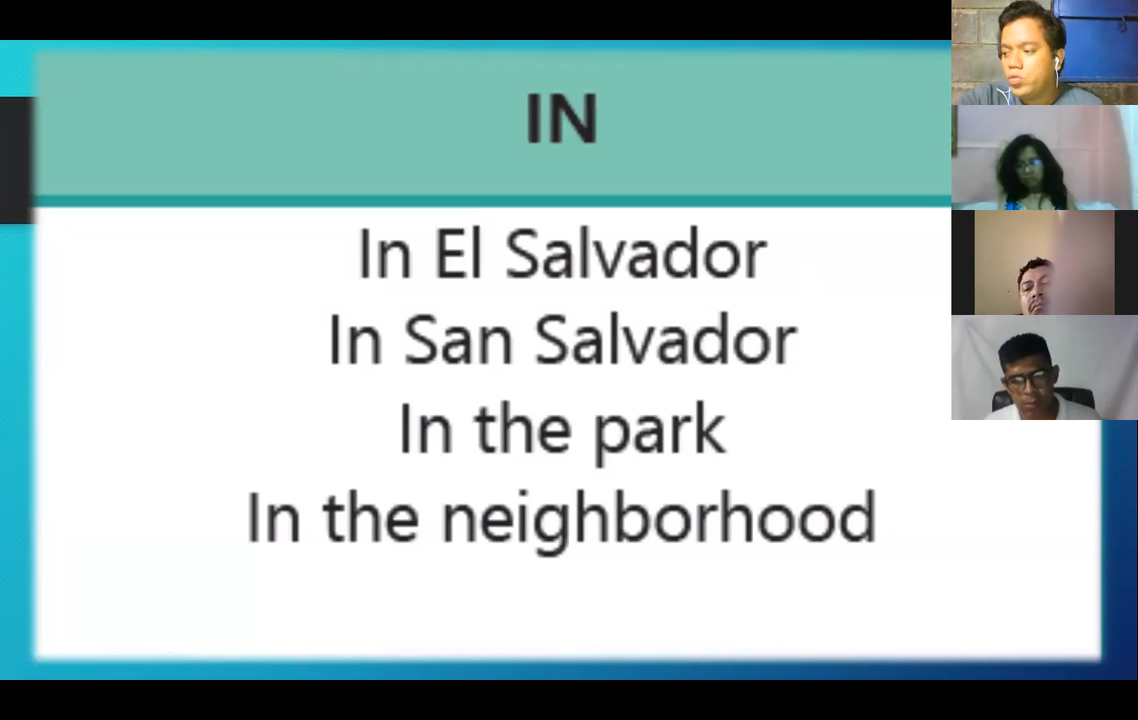 IN
In El Salvador
In San Salvador
In the park
In the neighborhood